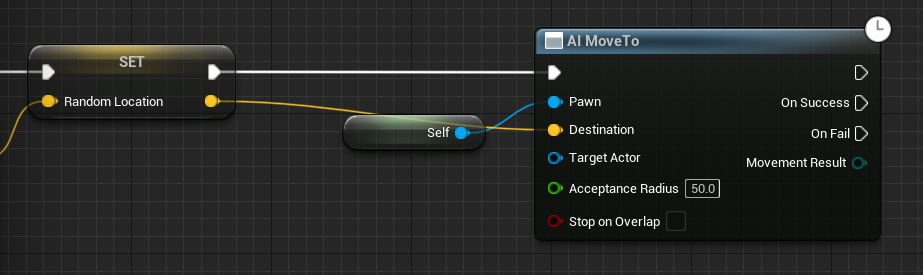 SET
Random Location
Self
AI MoveTo
Pawn
On Success
Destination
On Fail
Target Actor
Movement Result
Acceptance Radius 50.0
Stop on Overlap